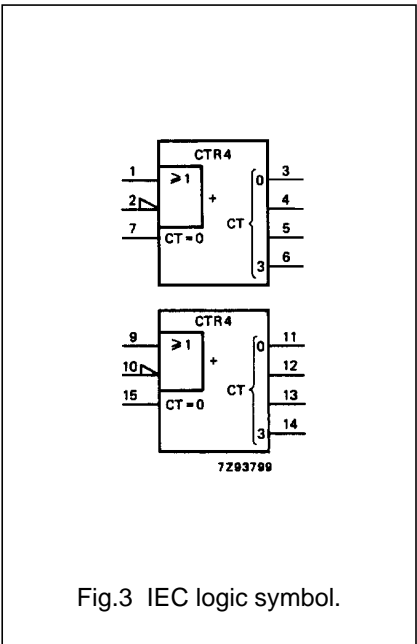 CTR4
1 ≥1 0 3
2 + 4
7 CT=0 CT 5
3 6
CTR4
9 ≥1 0 11
10 + 12
15 CT=0 CT 13
3 14
7Z93799
Fig.3 IEC logic symbol.